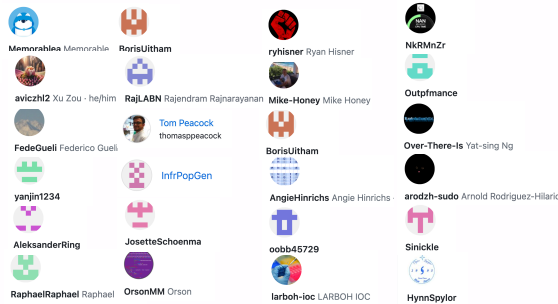 Memorablea Memorable
aviczhl2 Xu Zou · he/him
FedeGueli Federico Gueli
yanjin1234
AleksanderRing
RaphaelRaphael Raphael
BorisUitham
RajLABN Rajendram Rajnarayanan
Tom Peacock
thomasppeacock
InfrPopGen
JosetteSchoenma
OrsonMM Orson
ryhisner Ryan Hisner
Mike-Honey Mike Honey
BorisUitham
AngieHinrichs Angie Hinrichs
oobb45729
larboh-ioc LARBOH IOC
NAN
NkRMnZr
Outpfmance
Over-There-Is Yat-sing Ng
arodzh-sudo Arnold Rodriguez-Hilario
Sinickle
HynnSpylor